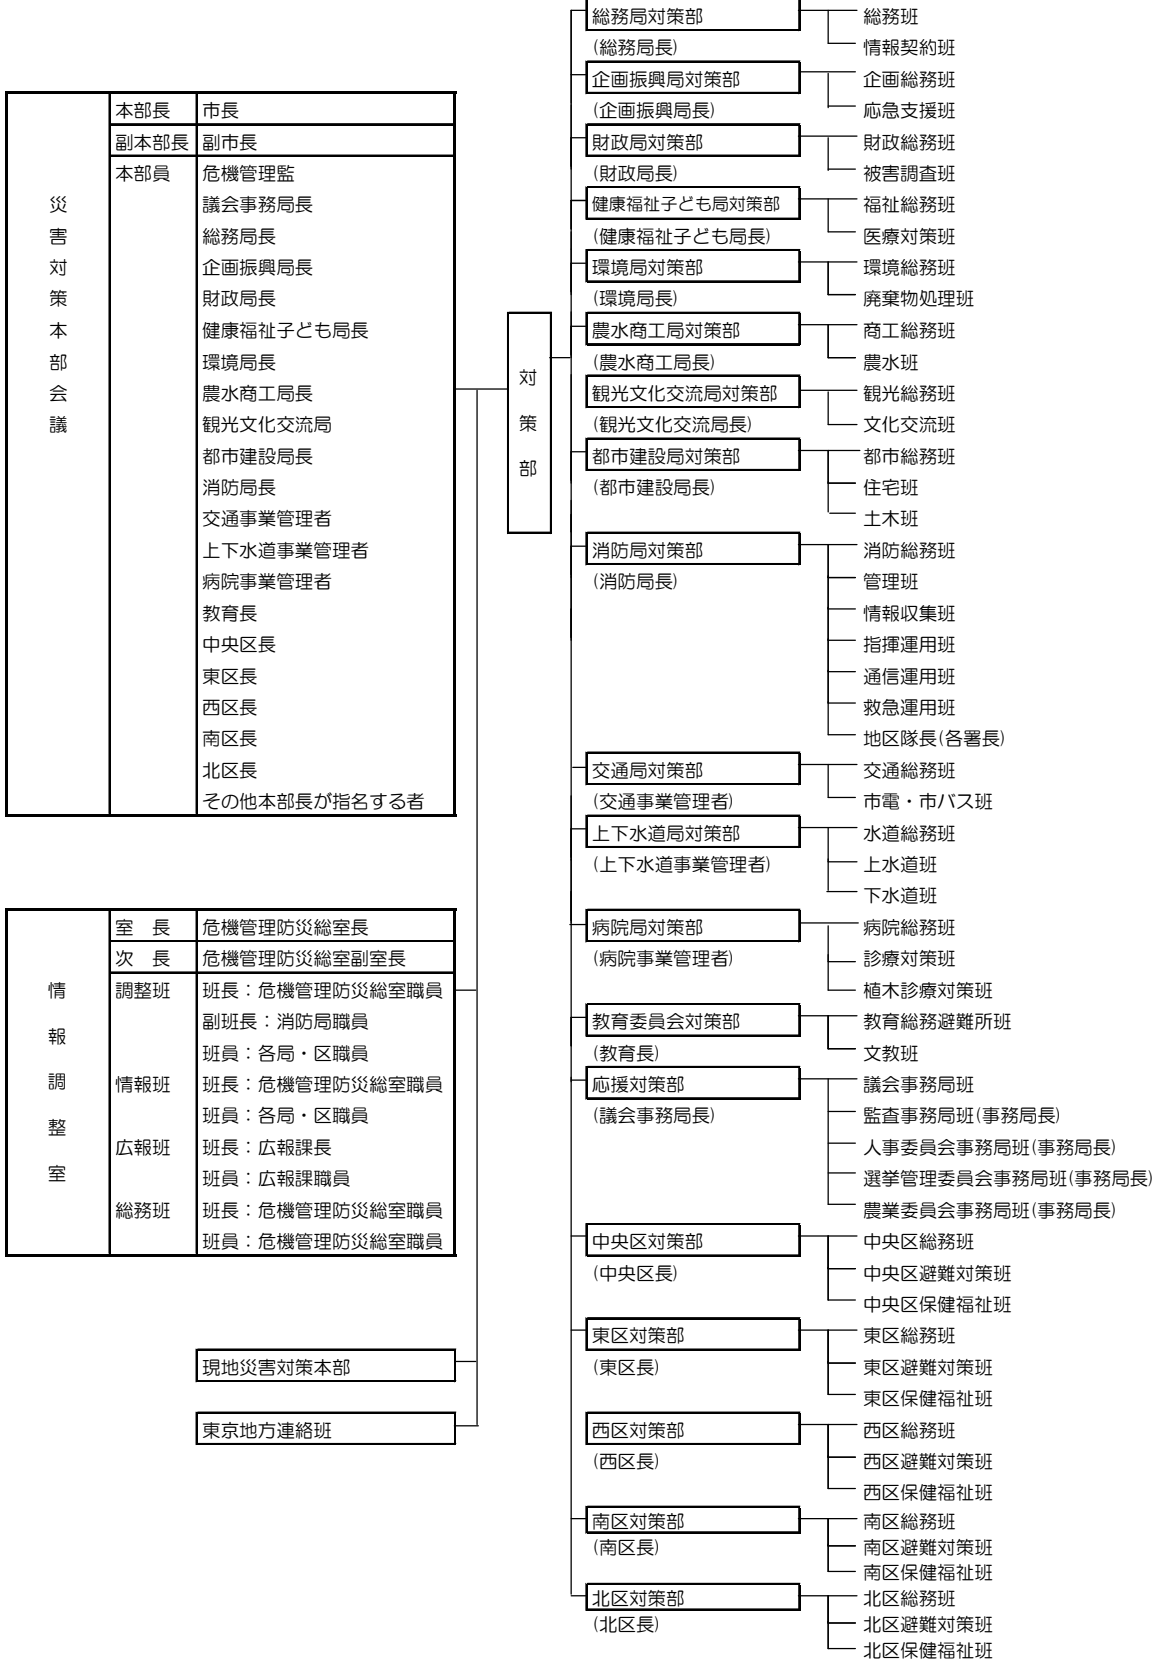 災害対策本部会議
本部長 市長
副本部長 副市長
本部員 危機管理監
議会事務局長
総務局長
企画振興局長
財政局長
健康福祉子ども局長
環境局長
農水商工局長
観光文化交流局
都市建設局長
消防局長
交通事業管理者
上下水道事業管理者
病院事業管理者
教育長
中央区長
東区長
西区長
南区長
北区長
その他本部長が指名する者
情報調整室
室　長 危機管理防災総室長
次　長 危機管理防災総室副室長
調整班 班長：危機管理防災総室職員
副班長：消防局職員
班員：各局・区職員
情報班 班長：危機管理防災総室職員
班員：各局・区職員
広報班 班長：広報課長
班員：広報課職員
総務班 班長：危機管理防災総室職員
班員：危機管理防災総室職員
現地災害対策本部
東京地方連絡班
対策部
総務局対策部 総務班
(総務局長) 情報契約班
企画振興局対策部 企画総務班
(企画振興局長) 応急支援班
財政局対策部 財政総務班
(財政局長) 被害調査班
健康福祉子ども局対策部 福祉総務班
(健康福祉子ども局長) 医療対策班
環境局対策部 環境総務班
(環境局長) 廃棄物処理班
農水商工局対策部 商工総務班
(農水商工局長) 農水班
観光文化交流局対策部 観光総務班
(観光文化交流局長) 文化交流班
都市建設局対策部 都市総務班
(都市建設局長) 住宅班
土木班
消防局対策部 消防総務班
(消防局長) 管理班
情報収集班
指揮運用班
通信運用班
救急運用班
地区隊長(各署長)
交通局対策部 交通総務班
(交通事業管理者) 市電・市バス班
上下水道局対策部 水道総務班
(上下水道事業管理者) 上水道班
下水道班
病院局対策部 病院総務班
(病院事業管理者) 診療対策班
植木診療対策班
教育委員会対策部 教育総務避難所班
(教育長) 文教班
応援対策部 議会事務局班
(議会事務局長) 監査事務局班(事務局長)
人事委員会事務局班(事務局長)
選挙管理委員会事務局班(事務局長)
農業委員会事務局班(事務局長)
中央区対策部 中央区総務班
(中央区長) 中央区避難対策班
中央区保健福祉班
東区対策部 東区総務班
(東区長) 東区避難対策班
東区保健福祉班
西区対策部 西区総務班
(西区長) 西区避難対策班
西区保健福祉班
南区対策部 南区総務班
(南区長) 南区避難対策班
南区保健福祉班
北区対策部 北区総務班
(北区長) 北区避難対策班
北区保健福祉班